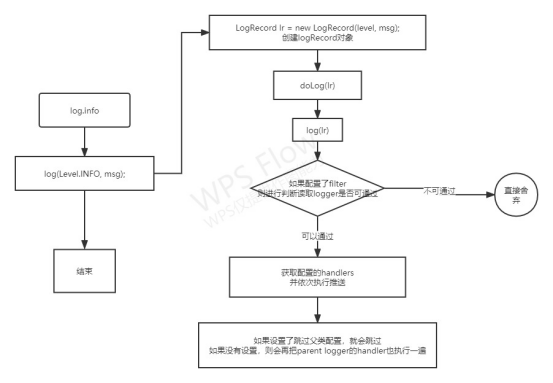 LogRecord lr = new LogRecord(level, msg);
创建logRecord对象
doLog(lr)
log.info
log(lr)
log(Level.INFO, msg);
如果配置了filter
则进行判断读取logger是否可通过
不可通过
直接舍
弃
可以通过
结束
获取配置的handlers
并依次执行推送
如果设置了跳过父类配置，就会跳过
如果没有设置，则会再把parent logger的handler也执行一遍
WPS Flow